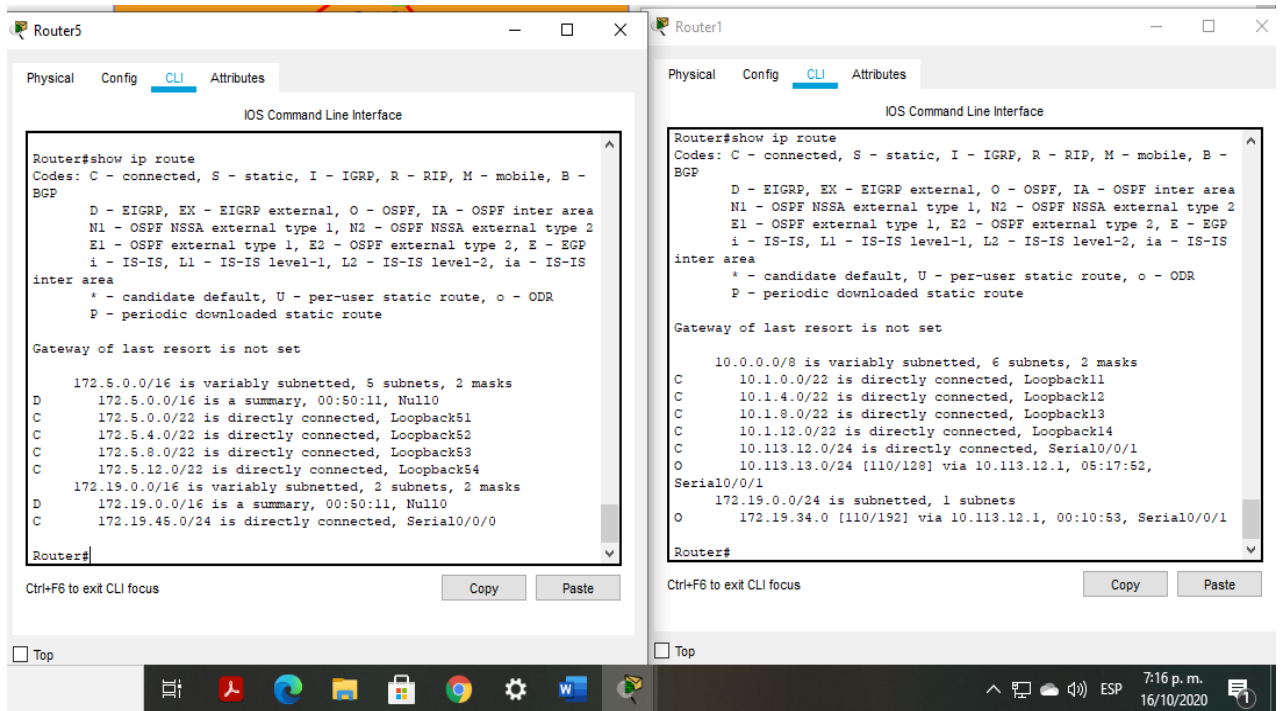 Router5
Physical Config CLI Attributes
IOS Command Line Interface
Router#show ip route
Codes: C - connected, S - static, I - IGRP, R - RIP, M - mobile, B -
BGP
D - EIGRP, EX - EIGRP external, O - OSPF, IA - OSPF inter area
N1 - OSPF NSSA external type 1, N2 - OSPF NSSA external type 2
E1 - OSPF external type 1, E2 - OSPF external type 2, E - EGP
i - IS-IS, L1 - IS-IS level-1, L2 - IS-IS level-2, ia - IS-IS
inter area
* - candidate default, U - per-user static route, o - ODR
P - periodic downloaded static route
Gateway of last resort is not set
172.5.0.0/16 is variably subnetted, 5 subnets, 2 masks
D 172.5.0.0/16 is a summary, 00:50:11, Null0
C 172.5.0.0/22 is directly connected, Loopback51
C 172.5.4.0/22 is directly connected, Loopback52
C 172.5.8.0/22 is directly connected, Loopback53
C 172.5.12.0/22 is directly connected, Loopback54
172.19.0.0/16 is variably subnetted, 2 subnets, 2 masks
D 172.19.0.0/16 is a summary, 00:50:11, Null0
C 172.19.45.0/24 is directly connected, Serial0/0/0
Router#
Ctrl+F6 to exit CLI focus
Copy Paste
Top
Router1
Physical Config CLI Attributes
IOS Command Line Interface
Router#show ip route
Codes: C - connected, S - static, I - IGRP, R - RIP, M - mobile, B -
BGP
D - EIGRP, EX - EIGRP external, O - OSPF, IA - OSPF inter area
N1 - OSPF NSSA external type 1, N2 - OSPF NSSA external type 2
E1 - OSPF external type 1, E2 - OSPF external type 2, E - EGP
i - IS-IS, L1 - IS-IS level-1, L2 - IS-IS level-2, ia - IS-IS
inter area
* - candidate default, U - per-user static route, o - ODR
P - periodic downloaded static route
Gateway of last resort is not set
10.0.0.0/8 is variably subnetted, 6 subnets, 2 masks
C 10.1.0.0/22 is directly connected, Loopback11
C 10.1.4.0/22 is directly connected, Loopback12
C 10.1.8.0/22 is directly connected, Loopback13
C 10.1.12.0/22 is directly connected, Loopback14
C 10.113.12.0/24 is directly connected, Serial0/0/1
O 10.113.13.0/24 [110/128] via 10.113.12.1, 05:17:52,
Serial0/0/1
172.19.0.0/24 is subnetted, 1 subnets
O 172.19.34.0 [110/192] via 10.113.12.1, 00:10:53, Serial0/0/1
Router#
Ctrl+F6 to exit CLI focus
Copy Paste
Top
ESP
7:16 p. m.
16/10/2020
1